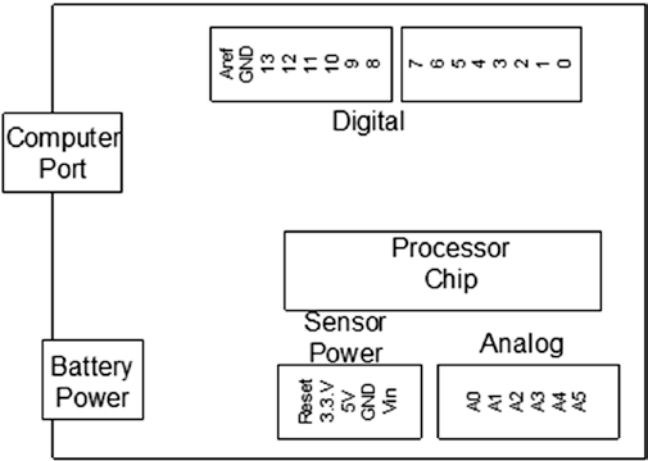 Aref
GND
13
12
11
10
9
8
7
6
5
4
3
2
1
0
Digital
Computer
Port
Processor
Chip
Sensor
Power
Analog
Battery
Power
Reset
3.3.V
5V
GND
Vin
A0
A1
A2
A3
A4
A5